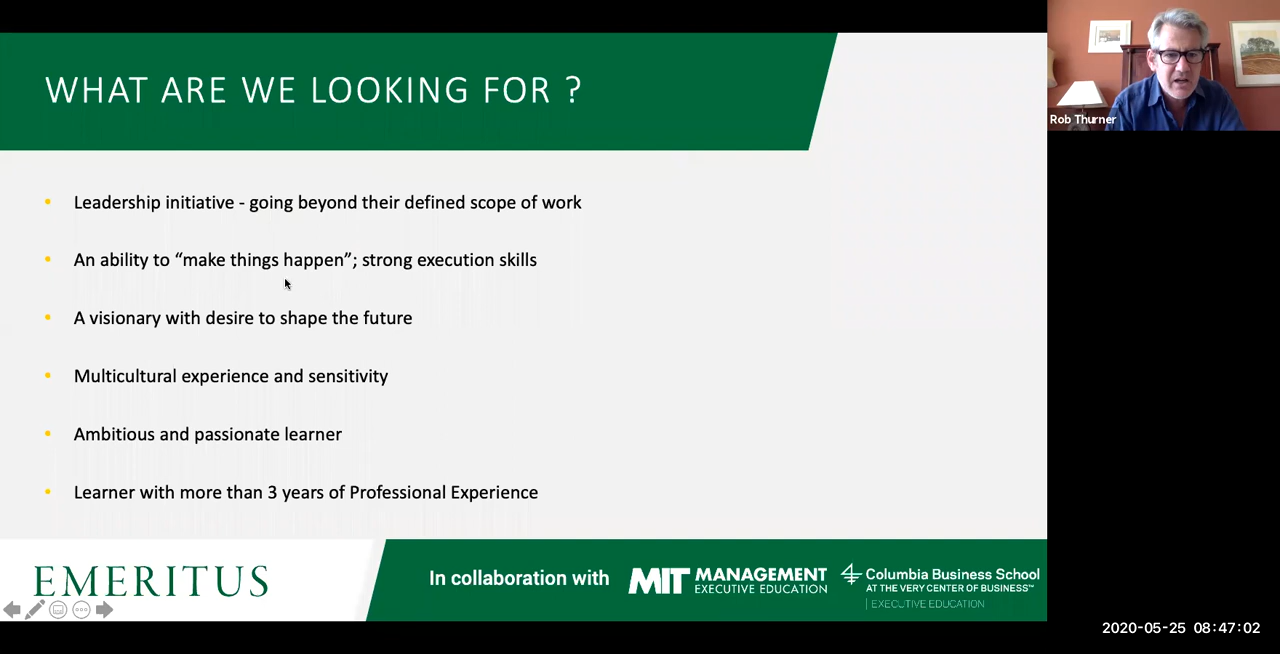 WHAT ARE WE LOOKING FOR ?
Rob Thurner
• Leadership initiative - going beyond their defined scope of work
• An ability to “make things happen”; strong execution skills
• A visionary with desire to shape the future
• Multicultural experience and sensitivity
• Ambitious and passionate learner
• Learner with more than 3 years of Professional Experience
EMERITUS
In collaboration with
MIT MANAGEMENT
EXECUTIVE EDUCATION
Columbia Business School
AT THE VERY CENTER OF BUSINESS™
EXECUTIVE EDUCATION
2020-05-25 08:47:02